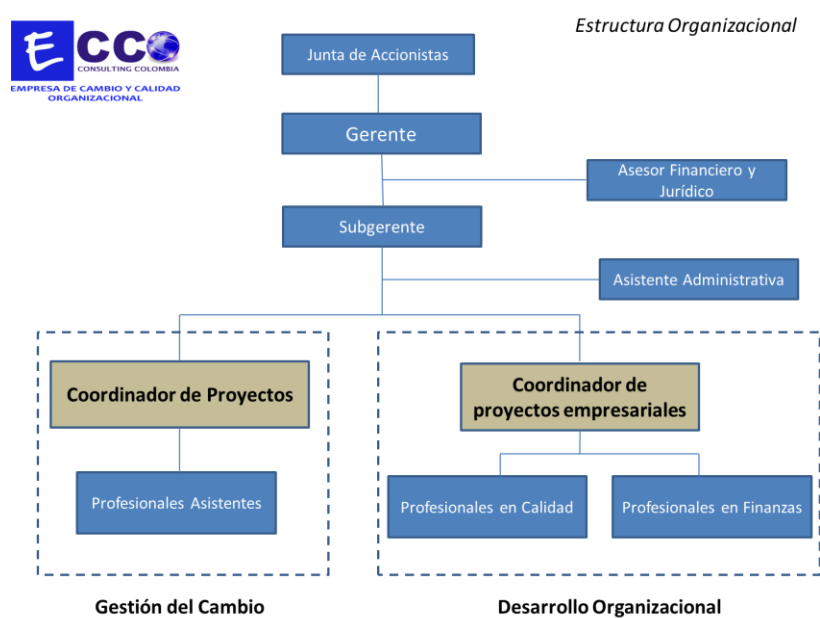 Estructura Organizacional
ECCO
CONSULTING COLOMBIA
EMPRESA DE CAMBIO Y CALIDAD
ORGANIZACIONAL
Junta de Accionistas
Gerente
Asesor Financiero y
Jurídico
Subgerente
Asistente Administrativa
Coordinador de Proyectos
Coordinador de
proyectos empresariales
Profesionales Asistentes
Profesionales en Calidad
Profesionales en Finanzas
Gestión del Cambio
Desarrollo Organizacional